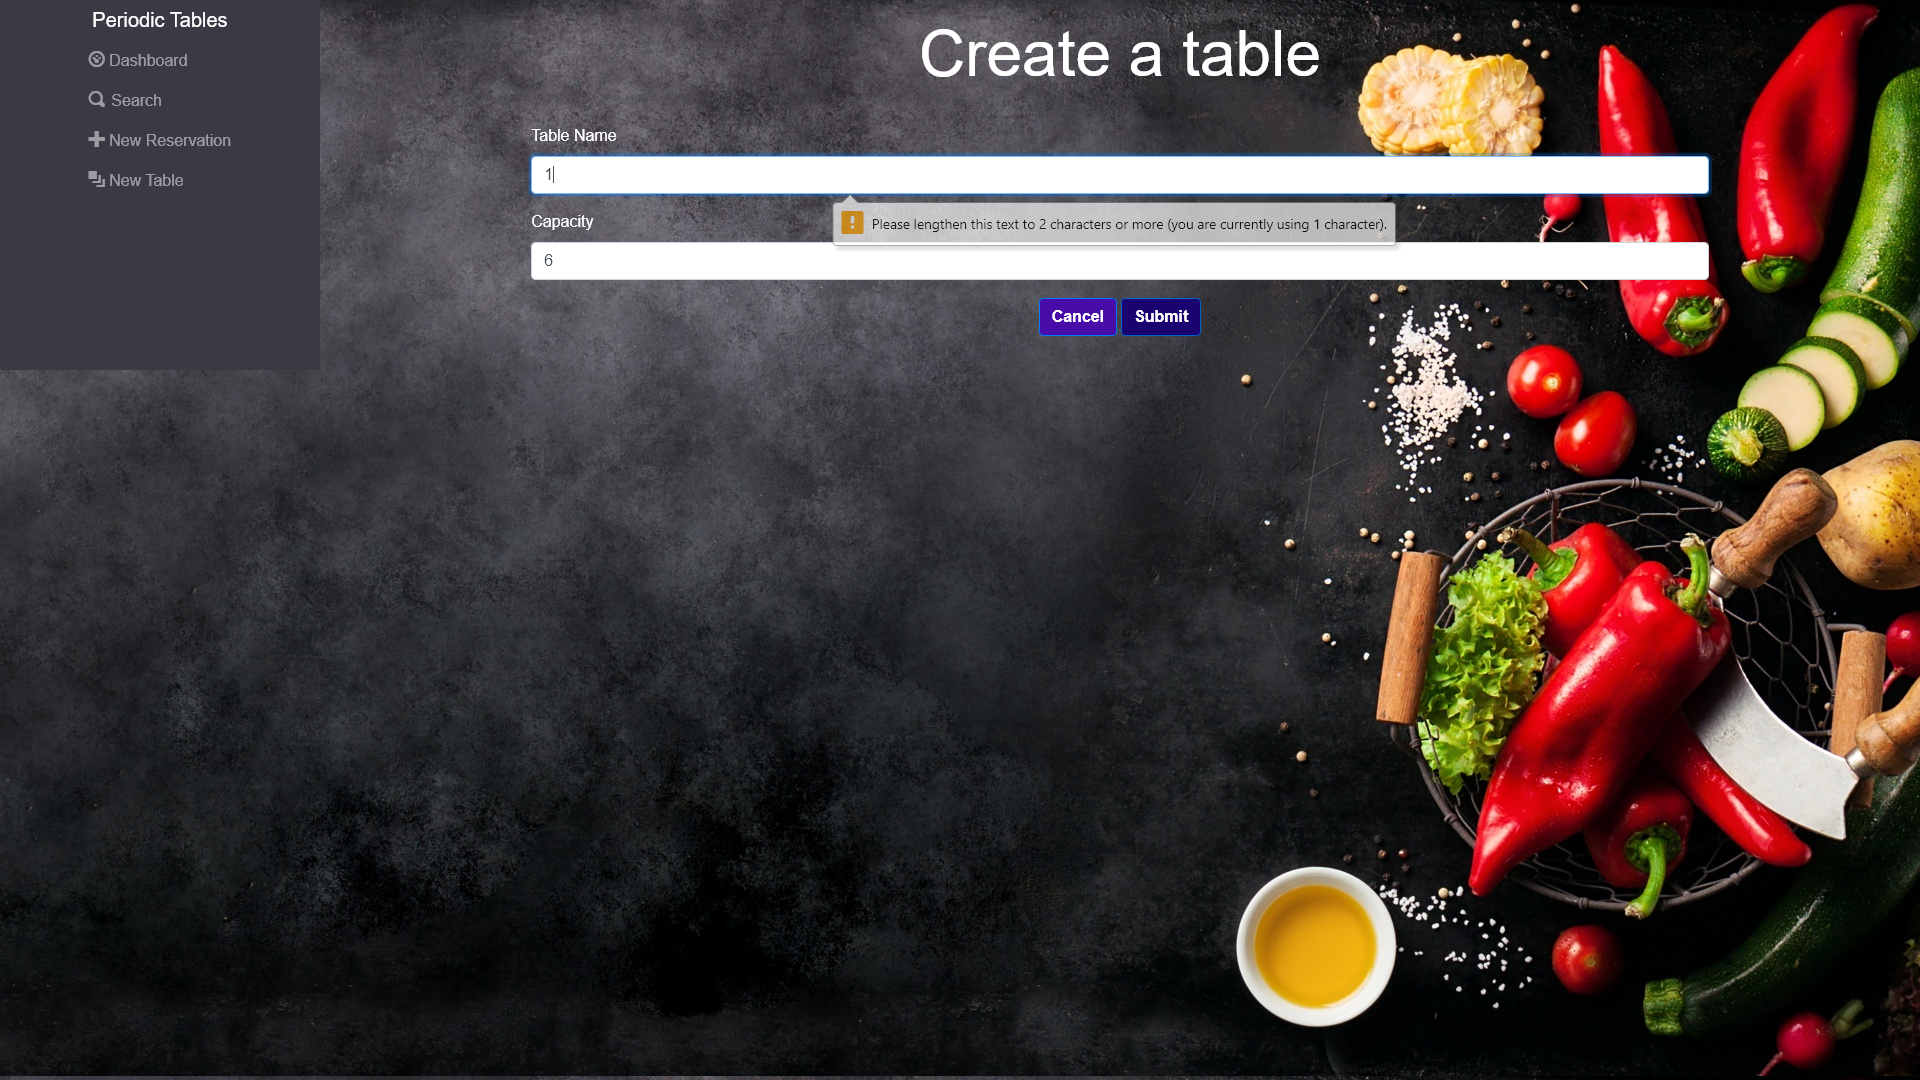 Periodic Tables
Dashboard
Search
New Reservation
New Table
Create a table
Table Name
1
Please lengthen this text to 2 characters or more (you are currently using 1 character).
Capacity
6
Cancel
Submit